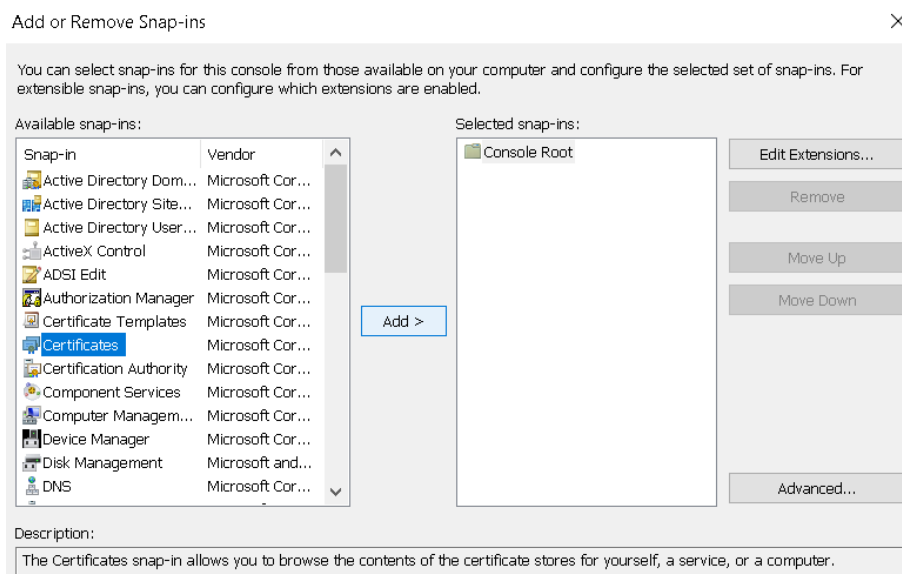 Add or Remove Snap-ins
You can select snap-ins for this console from those available on your computer and configure the selected set of snap-ins. For
extensible snap-ins, you can configure which extensions are enabled.
Available snap-ins:
Selected snap-ins:
Snap-in Vendor
Console Root
Edit Extensions...
Active Directory Dom... Microsoft Cor...
Remove
Active Directory Site... Microsoft Cor...
Active Directory User... Microsoft Cor...
ActiveX Control Microsoft Cor...
Move Up
ADSI Edit Microsoft Cor...
Authorization Manager Microsoft Cor...
Move Down
Certificate Templates Microsoft Cor...
Add >
Certificates Microsoft Cor...
Certification Authority Microsoft Cor...
Component Services Microsoft Cor...
Computer Managem... Microsoft Cor...
Device Manager Microsoft Cor...
Disk Management Microsoft and...
DNS Microsoft Cor...
Advanced...
Description:
The Certificates snap-in allows you to browse the contents of the certificate stores for yourself, a service, or a computer.